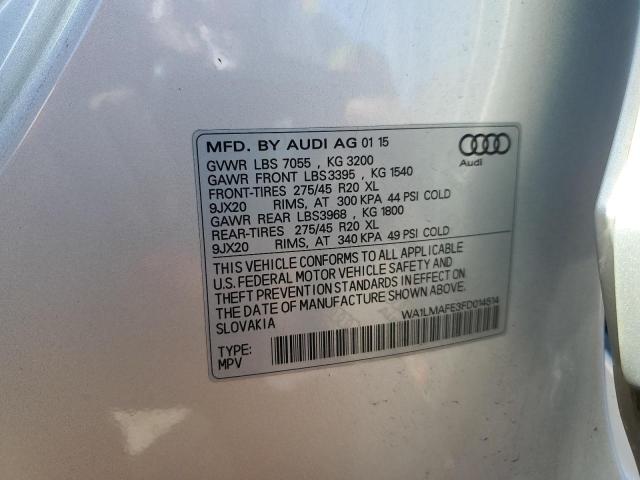 MFD. BY AUDI AG 01 15
Audi
GVWR LBS 7055 , KG 3200
GAWR FRONT LBS3395 , KG 1540
FRONT-TIRES 275/45 R20 XL
9JX20 RIMS, AT 300 KPA 44 PSI COLD
GAWR REAR LBS3968 , KG 1800
REAR-TIRES 275/45 R20 XL
9JX20 RIMS, AT 340 KPA 49 PSI COLD
THIS VEHICLE CONFORMS TO ALL APPLICABLE
U.S. FEDERAL MOTOR VEHICLE SAFETY AND
THEFT PREVENTION STANDARDS IN EFFECT ON
THE DATE OF MANUFACTURE SHOWN ABOVE.
SLOVAKIA
WA1LMAFE3FD014514
TYPE:
MPV